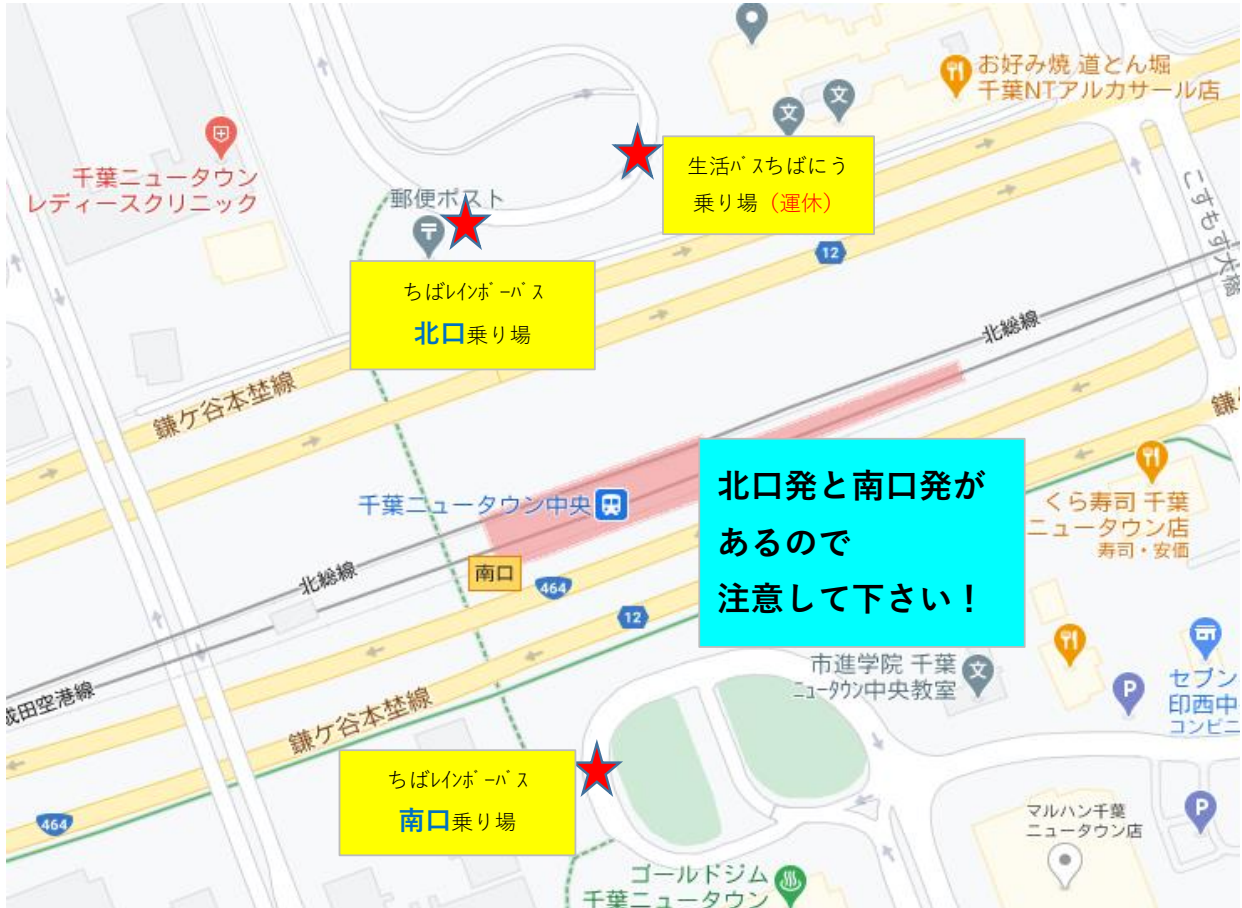 お好み焼 道とん堀
千葉NTアルカサール店
千葉ニュータウン
レディースクリニック
郵便ポスト
生活ﾊﾞｽちばにう
乗り場（運休）
こすもす大橋
12
ちばﾚｲﾝﾎﾞｰﾊﾞｽ
北口乗り場
北総線
鎌ケ谷本埜線
鎌ケ
千葉ニュータウン中央
北口発と南口発が
あるので
注意して下さい！
くら寿司 千葉
ニュータウン店
寿司・安価
南口
464
北総線
12
市進学院 千葉
ﾆｭｰﾀｳﾝ中央教室
セブン
印西中
コンビニ
成田空港線
鎌ケ谷本埜線
ちばﾚｲﾝﾎﾞｰﾊﾞｽ
南口乗り場
464
マルハン千葉
ニュータウン店
ゴールドジム
千葉ニュータウン